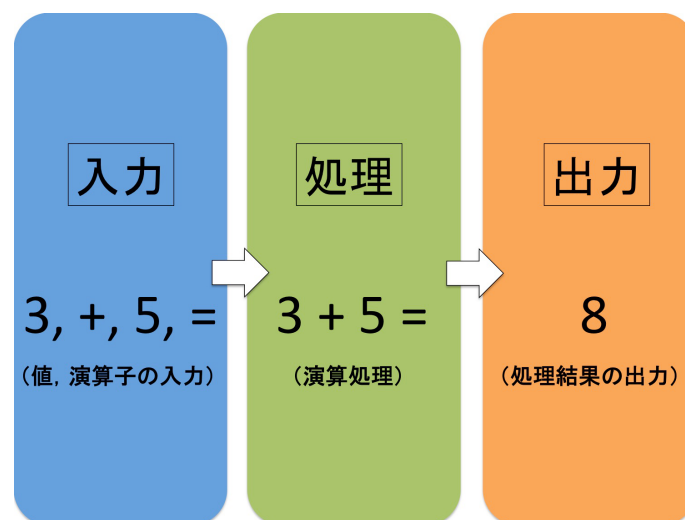 入力
3, +, 5, =
（値, 演算子の入力）
処理
3 + 5 =
（演算処理）
出力
8
（処理結果の出力）